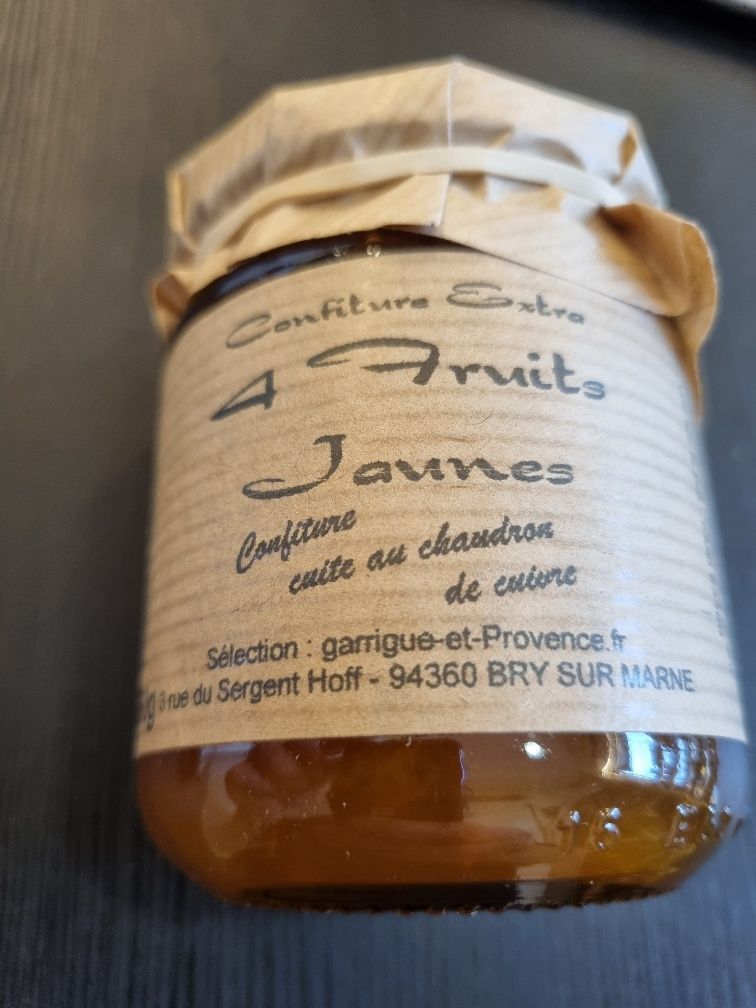 Confiture Extra
4 Fruits
Jaunes
Confiture
cuite au chaudron
de cuivre
Sélection : garrigue-et-Provence.fr
g 3 rue du Sergent Hoff - 94360 BRY SUR MARNE
16